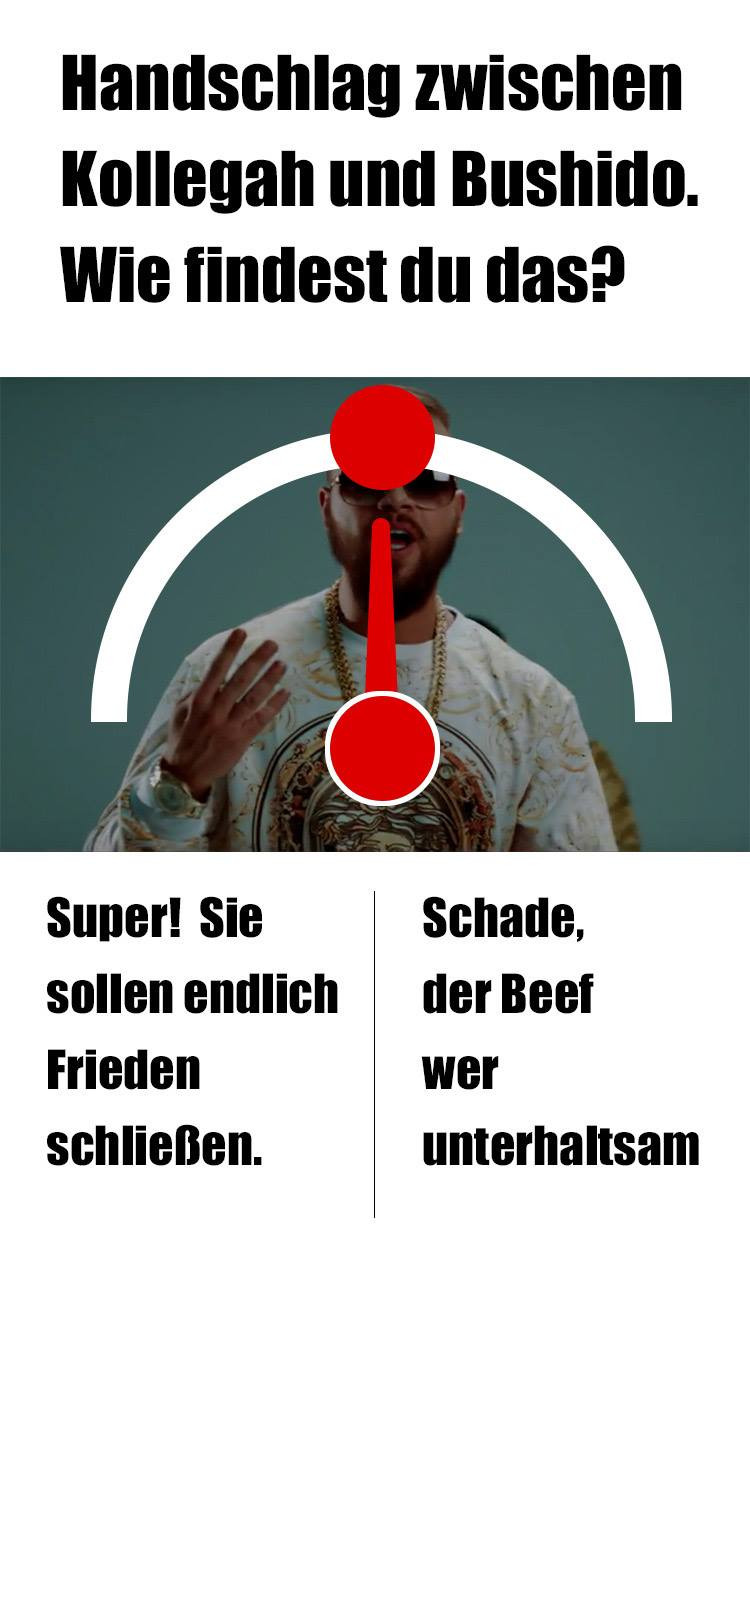 Handschlag zwischen
Kollegah und Bushido.
Wie findest du das?
Super! Sie
sollen endlich
Frieden
schließen.
Schade,
der Beef
wer
unterhaltsam